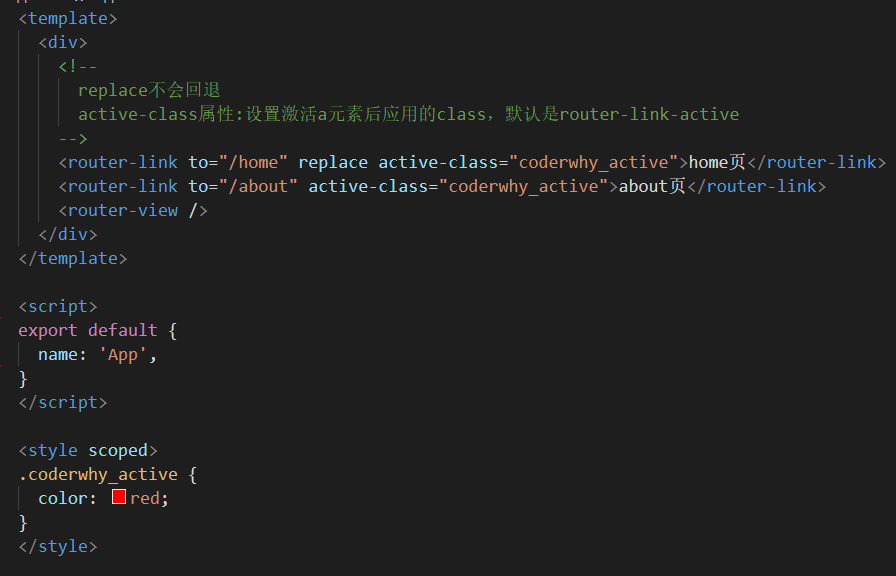 <template>
  <div>
    <!--
      replace不会回退
      active-class属性:设置激活a元素后应用的class，默认是router-link-active
    -->
    <router-link to="/home" replace active-class="coderwhy_active">home页</router-link>
    <router-link to="/about" active-class="coderwhy_active">about页</router-link>
    <router-view />
  </div>
</template>

<script>
export default {
  name: 'App',
}
</script>

<style scoped>
.coderwhy_active {
  color: red;
}
</style>